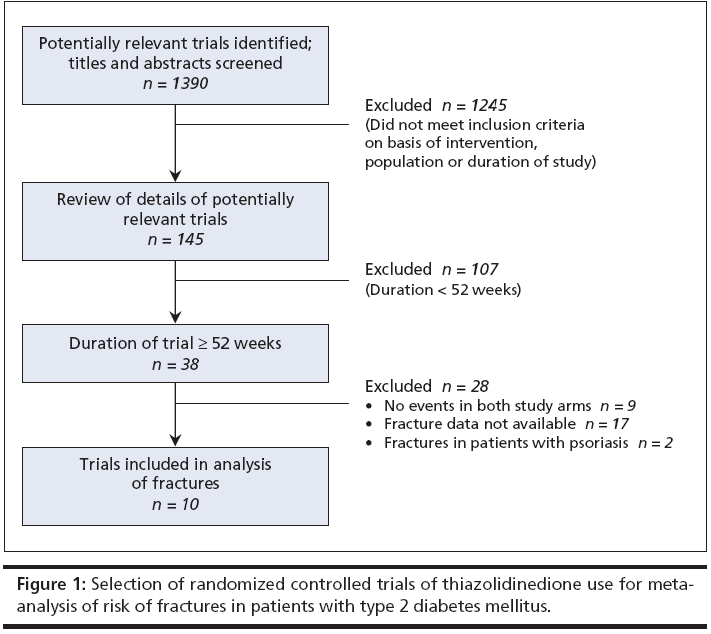 Potentially relevant trials identified;
titles and abstracts screened
n = 1390
Excluded n = 1245
(Did not meet inclusion criteria
on basis of intervention,
population or duration of study)
Review of details of potentially
relevant trials
n = 145
Excluded n = 107
(Duration < 52 weeks)
Duration of trial ≥ 52 weeks
n = 38
Excluded n = 28
• No events in both study arms n = 9
• Fracture data not available n = 17
• Fractures in patients with psoriasis n = 2
Trials included in analysis
of fractures
n = 10
Figure 1: Selection of randomized controlled trials of thiazolidinedione use for meta-
analysis of risk of fractures in patients with type 2 diabetes mellitus.